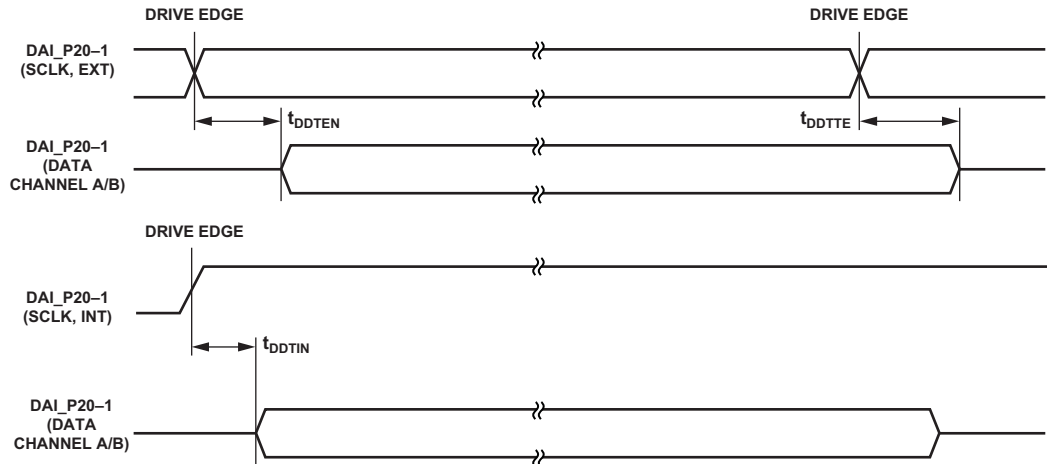 DRIVE EDGE
DRIVE EDGE
DAI_P20–1
(SCLK, EXT)
tDDTEN
tDDTTE
DAI_P20–1
(DATA
CHANNEL A/B)
DRIVE EDGE
DAI_P20–1
(SCLK, INT)
tDDTIN
DAI_P20–1
(DATA
CHANNEL A/B)